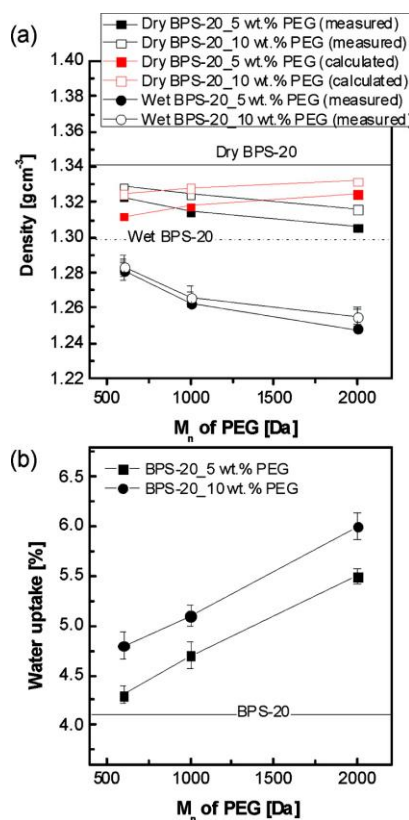 (a)
Dry BPS-20_5 wt.% PEG (measured)
Dry BPS-20_10 wt.% PEG (measured)
Dry BPS-20_5 wt.% PEG (calculated)
Dry BPS-20_10 wt.% PEG (calculated)
Wet BPS-20_5 wt.% PEG (measured)
Wet BPS-20_10 wt.% PEG (measured)
Density [gcm-3]
1.40
1.38
1.36
1.34
1.32
1.30
1.28
1.26
1.24
1.22
Dry BPS-20
Wet BPS-20
500 1000 1500 2000
Mn of PEG [Da]
(b)
BPS-20_5 wt.% PEG
BPS-20_10 wt.% PEG
Water uptake [%]
6.5
6.0
5.5
5.0
4.5
4.0
BPS-20
500 1000 1500 2000
Mn of PEG [Da]